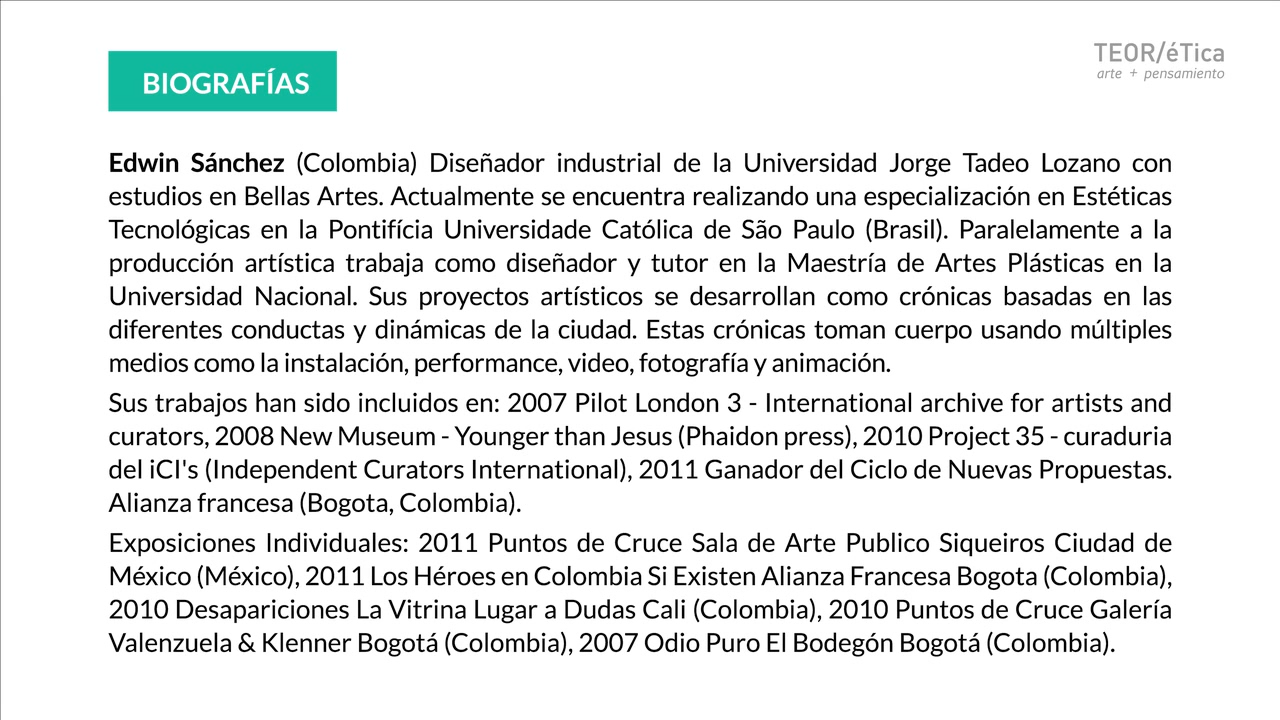 BIOGRAFÍAS
TEOR/éTica
arte + pensamiento
Edwin Sánchez (Colombia) Diseñador industrial de la Universidad Jorge Tadeo Lozano con
estudios en Bellas Artes. Actualmente se encuentra realizando una especialización en Estéticas
Tecnológicas en la Pontifícia Universidade Católica de São Paulo (Brasil). Paralelamente a la
producción artística trabaja como diseñador y tutor en la Maestría de Artes Plásticas en la
Universidad Nacional. Sus proyectos artísticos se desarrollan como crónicas basadas en las
diferentes conductas y dinámicas de la ciudad. Estas crónicas toman cuerpo usando múltiples
medios como la instalación, performance, video, fotografía y animación.
Sus trabajos han sido incluidos en: 2007 Pilot London 3 - International archive for artists and
curators, 2008 New Museum - Younger than Jesus (Phaidon press), 2010 Project 35 - curaduria
del iCI's (Independent Curators International), 2011 Ganador del Ciclo de Nuevas Propuestas.
Alianza francesa (Bogota, Colombia).
Exposiciones Individuales: 2011 Puntos de Cruce Sala de Arte Publico Siqueiros Ciudad de
México (México), 2011 Los Héroes en Colombia Si Existen Alianza Francesa Bogota (Colombia),
2010 Desapariciones La Vitrina Lugar a Dudas Cali (Colombia), 2010 Puntos de Cruce Galería
Valenzuela & Klenner Bogotá (Colombia), 2007 Odio Puro El Bodegón Bogotá (Colombia).